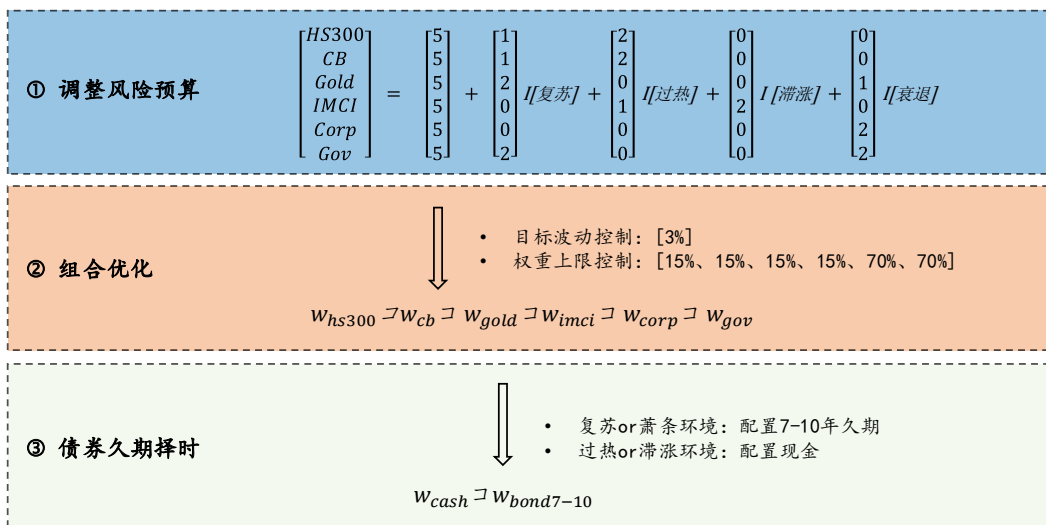 ① 调整风险预算
[HS300 CB Gold IMCI Corp Gov] = [5 5 5 5 5 5] + [1 1 2 0 0 2] I[复苏] + [2 2 0 1 0 0] I[过热] + [0 0 0 2 0 0] I[滞涨] + [0 0 1 0 2 2] I[衰退]
② 组合优化
• 目标波动控制: [3%]
• 权重上限控制: [15%、15%、15%、15%、70%、70%]
w_hs300 コ w_cb コ w_gold コ w_imci コ w_corp コ w_gov
③ 债券久期择时
• 复苏or萧条环境: 配置7-10年久期
• 过热or滞涨环境: 配置现金
w_cash コ w_bond7-10